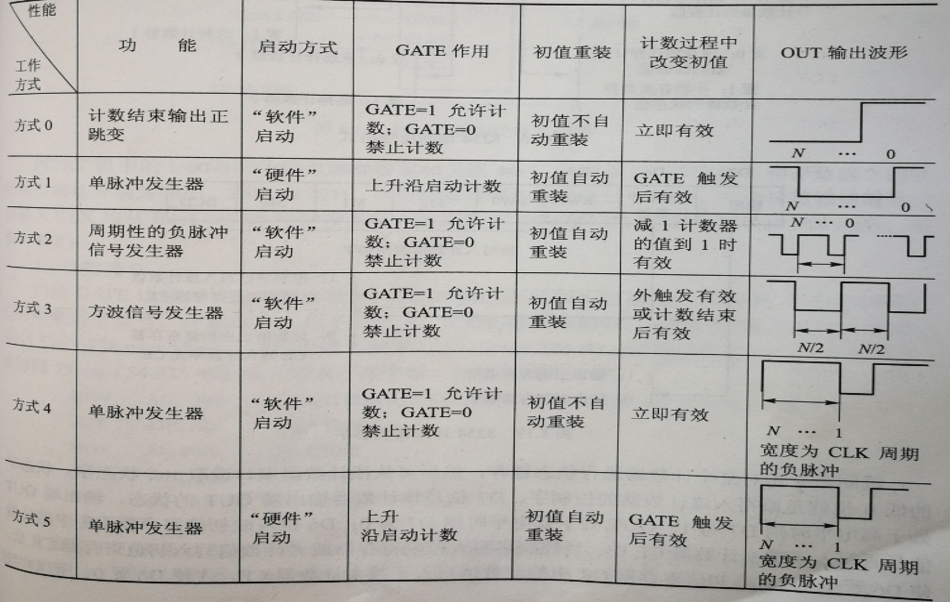 性能
工作
方式
功 能
启动方式
GATE 作用
初值重装
计数过程中
改变初值
OUT 输出波形
方式 0
计数结束输出正
跳变
“软件”
启动
GATE=1 允许计
数；GATE=0
禁止计数
初值不自
动重装
立即有效
N … 0
方式 1
单脉冲发生器
“硬件”
启动
上升沿启动计数
初值自动
重装
GATE 触发
后有效
N … 0
方式 2
周期性的负脉冲
信号发生器
“软件”
启动
GATE=1 允许计
数；GATE=0
禁止计数
初值自动
重装
减 1 计数器
的值到 1 时
有效
N … 0
方式 3
方波信号发生器
“软件”
启动
GATE=1 允许计
数；GATE=0
禁止计数
初值自动
重装
外触发有效
或计数结束
后有效
N/2 N/2
方式 4
单脉冲发生器
“软件”
启动
GATE=1 允许计
数；GATE=0
禁止计数
初值不自
动重装
立即有效
N … 1
宽度为 CLK 周期
的负脉冲
方式 5
单脉冲发生器
“硬件”
启动
上升
沿启动计数
初值自动
重装
GATE 触发
后有效
N … 1
宽度为 CLK 周期
的负脉冲